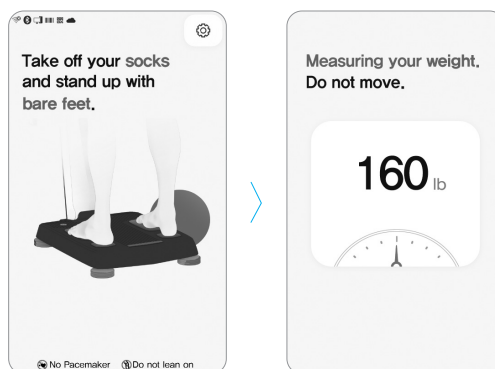 Take off your socks
and stand up with
bare feet.
No Pacemaker Do not lean on
Measuring your weight.
Do not move.
160 lb